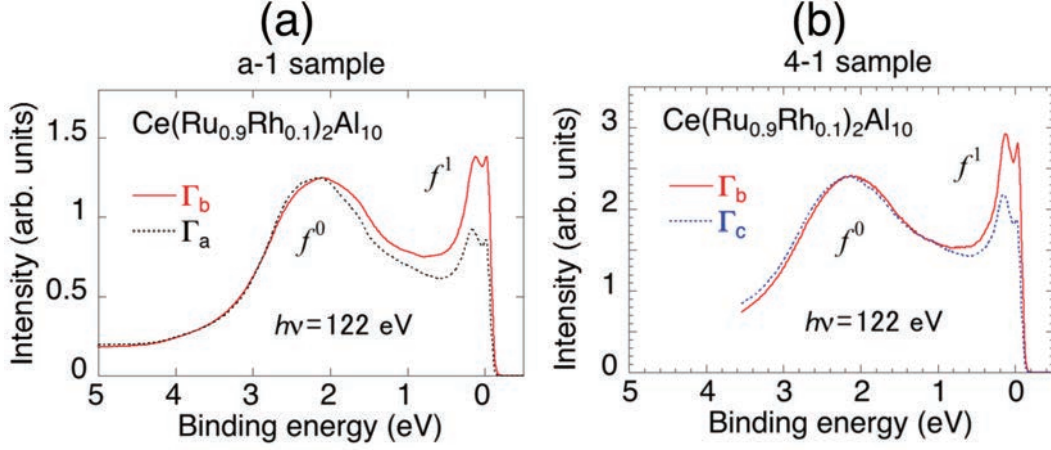 (a)
a-1 sample
Ce(Ru0.9Rh0.1)2Al10
Γb
Γa
f1
f0
hν=122 eV
Intensity (arb. units)
1.5
1
0.5
0
5 4 3 2 1 0
Binding energy (eV)
(b)
4-1 sample
Ce(Ru0.9Rh0.1)2Al10
Γb
Γc
f1
f0
hν=122 eV
Intensity (arb. units)
3
2
1
0
4 3 2 1 0
Binding energy (eV)